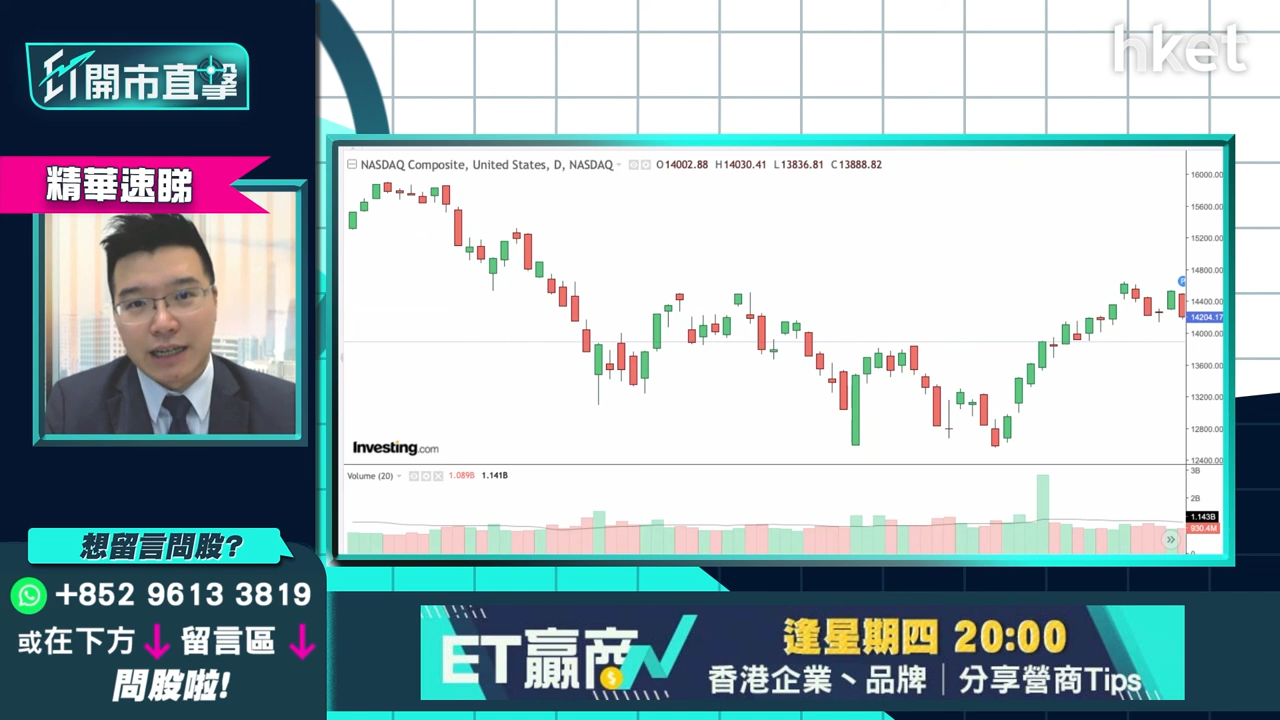 hket
ET開市直擊
精華速睇
NASDAQ Composite, United States, D, NASDAQ O14002.88 H14030.41 L13836.81 C13888.82
16000.00
15600.00
15200.00
14800.00
14400.00
14204.17
14000.00
13600.00
13200.00
12800.00
12400.00
Investing.com
Volume (20) 1.089B 1.141B
3B
2B
1.143B
930.4M
0
想留言問股?
+852 9613 3819
或在下方 留言區
問股啦!
ET贏商
逢星期四 20:00
香港企業、品牌｜分享營商Tips